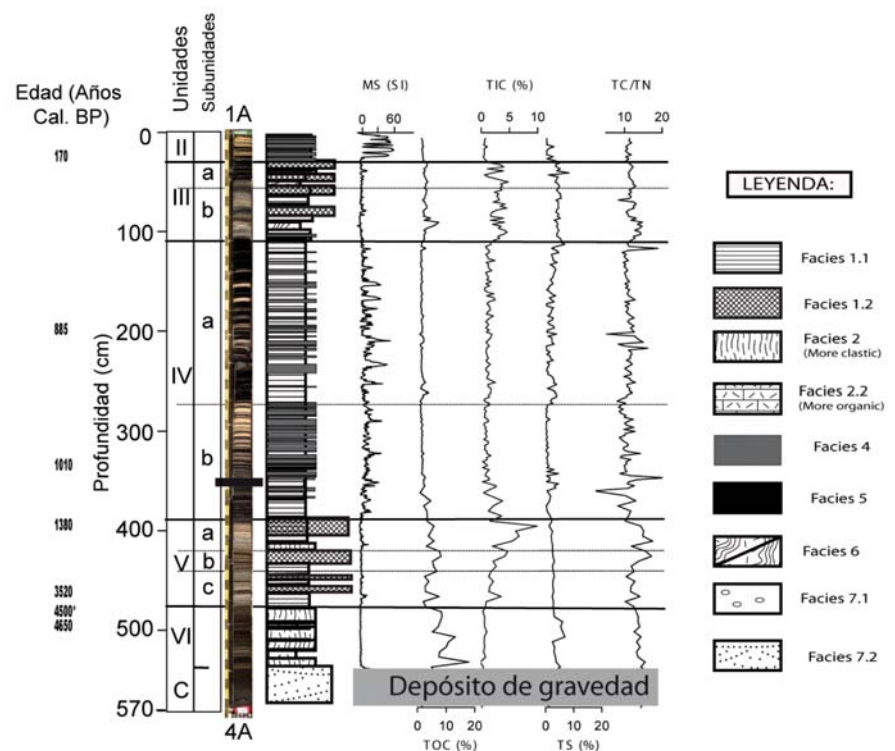 Edad (Años
Cal. BP)
Unidades
Subunidades
1A
MS (SI)
TIC (%)
TC/TN
0 30 60
0 5 10
10 20
Profundidad (cm)
0
100
200
300
400
500
570
170
885
1010
1380
3520
4500'
4650
II
III
a
b
IV
a
b
V
a
b
c
VI
C
4A
Depósito de gravedad
0 10 20
0 10 20
TOC (%)
TS (%)
LEYENDA:
Facies 1.1
Facies 1.2
Facies 2
(More clastic)
Facies 2.2
(More organic)
Facies 4
Facies 5
Facies 6
Facies 7.1
Facies 7.2